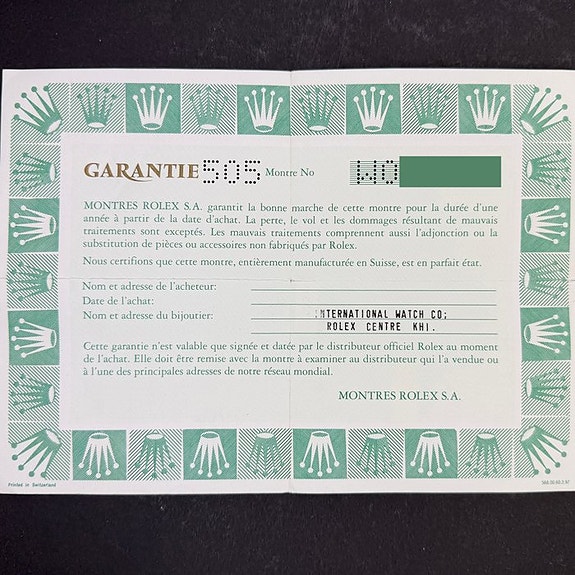 GARANTIE 505 Montre No W0
MONTRES ROLEX S.A. garantit la bonne marche de cette montre pour la durée d'une
année à partir de la date d'achat. La perte, le vol et les dommages résultant de mauvais
traitements sont exceptés. Les mauvais traitements comprennent aussi l'adjonction ou la
substitution de pièces ou accessoires non fabriqués par Rolex.
Nous certifions que cette montre, entièrement manufacturée en Suisse, est en parfait état.
Nom et adresse de l'acheteur:
Date de l'achat:
Nom et adresse du bijoutier: INTERNATIONAL WATCH CO;
ROLEX CENTRE KHI.
Cette garantie n'est valable que signée et datée par le distributeur officiel Rolex au moment
de l'achat. Elle doit être remise avec la montre à examiner au distributeur qui l'a vendue ou
à l'une des principales adresses de notre réseau mondial.
MONTRES ROLEX S.A.
Printed in Switzerland